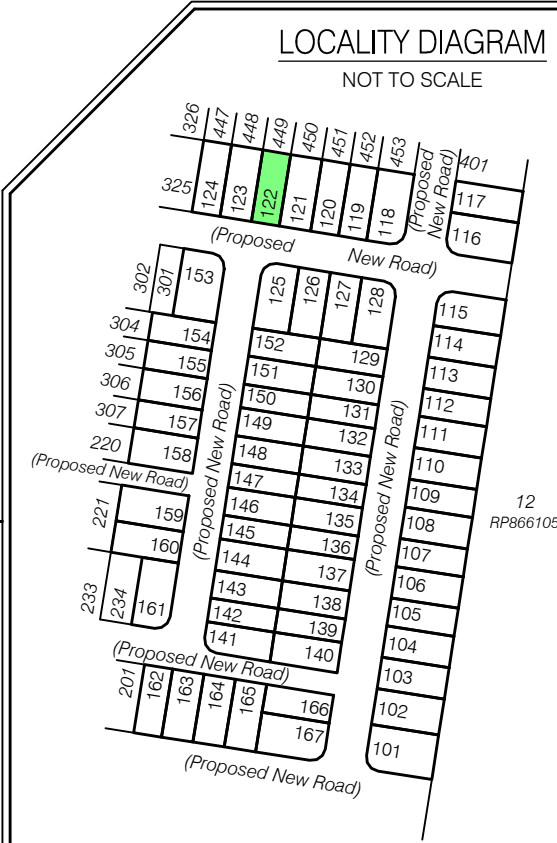 LOCALITY DIAGRAM
NOT TO SCALE
326 447 448 449 450 451 452 453
(Proposed
New Road)
401
325 124 123 122 121 120 119 118
117
116
(Proposed New Road)
302 301 153
125 126 127 128
115
304 154
152 129
114
305 155
151 130
113
306 156
150 131
112
307 157
149 132
111
220 158
148 133
110
(Proposed New Road)
(Proposed New Road)
(Proposed New Road)
147 134
109
12
RP866105
221 159
146 135
108
160
145 136
107
144 137
106
233 234 161
143 138
105
142 139
104
141 140
103
(Proposed New Road)
201 162 163 164 165
166
102
167
101
(Proposed New Road)